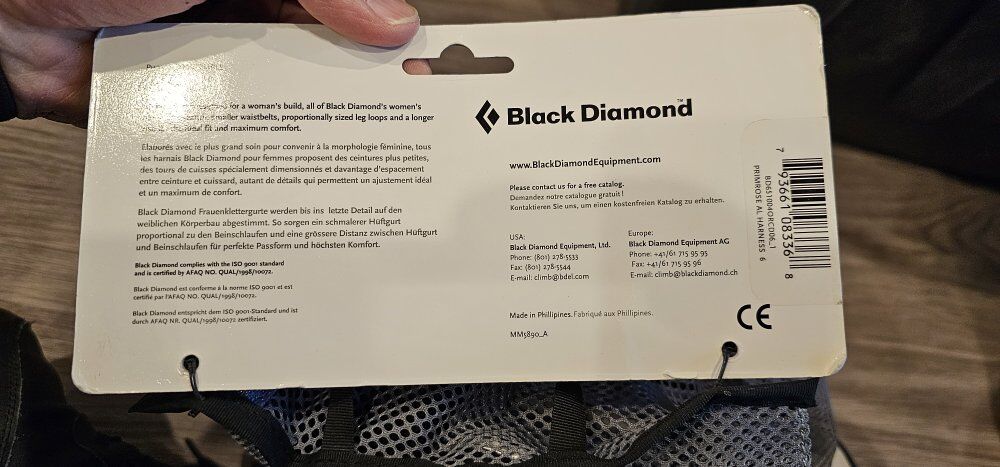 for a woman's build, all of Black Diamond's women's
smaller waistbelts, proportionally sized leg loops and a longer
ideal fit and maximum comfort.
Élaborés avec le plus grand soin pour convenir à la morphologie féminine, tous
les harnais Black Diamond pour femmes proposent des ceintures plus petites,
des tours de cuisses spécialement dimensionnés et davantage d'espacement
entre ceinture et cuissard, autant de détails qui permettent un ajustement idéal
et un maximum de confort.
Black Diamond Frauenklettergurte werden bis ins letzte Detail auf den
weiblichen Körperbau abgestimmt. So sorgen ein schmalerer Hüftgurt
proportional zu den Beinschlaufen und eine grössere Distanz zwischen Hüftgurt
und Beinschlaufen für perfekte Passform und höchsten Komfort.
Black Diamond complies with the ISO 9001 standard
and is certified by AFAQ NO. QUAL/1998/10072.
Black Diamond est conforme à la norme ISO 9001 et est
certifié par l'AFAQ NO. QUAL/1998/10072.
Black Diamond entspricht dem ISO 9001-Standard und ist
durch AFAQ NR. QUAL/1998/10072 zertifiziert.
Black Diamond™
www.BlackDiamondEquipment.com
Please contact us for a free catalog.
Demandez notre catalogue gratuit!
Kontaktieren Sie uns, um einen kostenfreien Katalog zu erhalten.
USA:
Black Diamond Equipment, Ltd.
Phone: (801) 278-5533
Fax: (801) 278-5544
E-mail: climb@bdel.com
Europe:
Black Diamond Equipment AG
Phone: +41/61 715 95 95
Fax: +41/61 715 95 96
E-mail: climb@blackdiamond.ch
Made in Phillipines. Fabriqué aux Phillipines.
MM5890_A
CE
7 93661 08336 8
BD651004ORCD06_1
PRIMROSE AL HARNESS 6